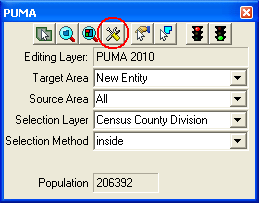 PUMA
Editing Layer: PUMA 2010
Target Area New Entity
Source Area All
Selection Layer Census County Division
Selection Method inside
Population 206392